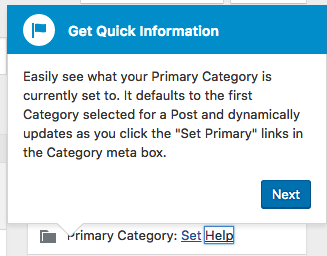 Get Quick Information
Easily see what your Primary Category is
currently set to. It defaults to the first
Category selected for a Post and dynamically
updates as you click the "Set Primary" links in
the Category meta box.
Next
Primary Category: Set Help